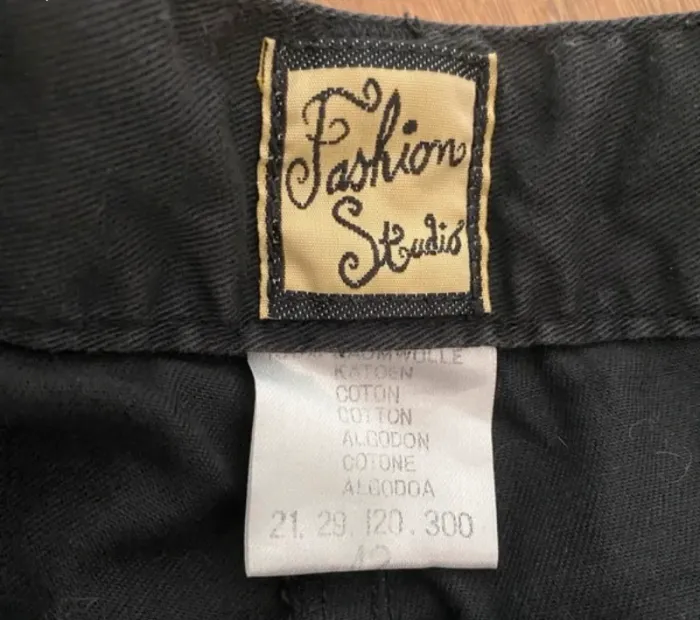 Fashion
Studio
BAUMWOLLE
KATOEN
COTON
COTTON
ALGODON
COTONE
ALGODOA
21. 29. 120. 300
42